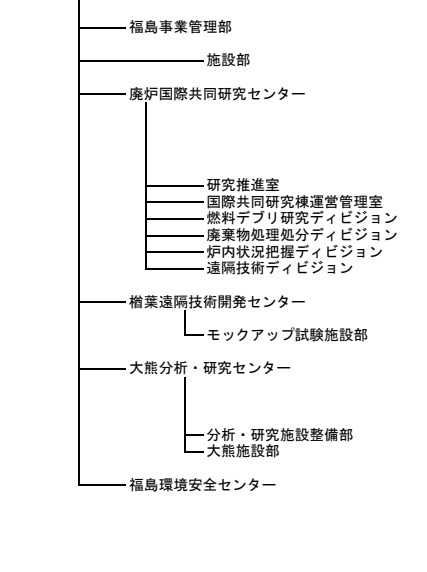 福島事業管理部
施設部
廃炉国際共同研究センター
研究推進室
国際共同研究棟運営管理室
燃料デブリ研究ディビジョン
廃棄物処理処分ディビジョン
炉内状況把握ディビジョン
遠隔技術ディビジョン
楢葉遠隔技術開発センター
モックアップ試験施設部
大熊分析・研究センター
分析・研究施設整備部
大熊施設部
福島環境安全センター